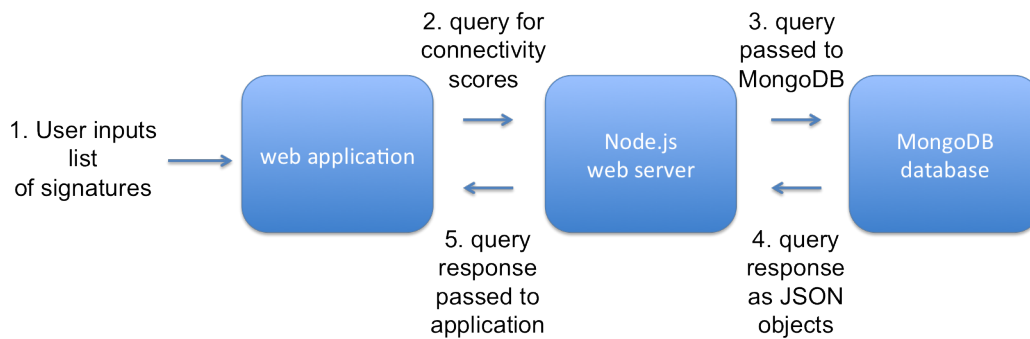 1. User inputs
list
of signatures
web application
2. query for
connectivity
scores
Node.js
web server
3. query
passed to
MongoDB
MongoDB
database
4. query
response
as JSON
objects
5. query
response
passed to
application